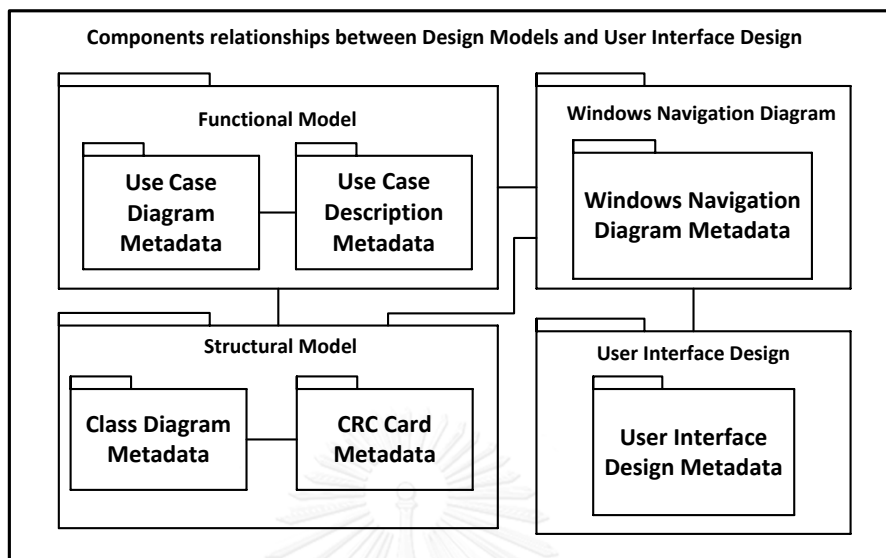 Components relationships between Design Models and User Interface Design
Functional Model
Use Case
Diagram
Metadata
Use Case
Description
Metadata
Windows Navigation Diagram
Windows Navigation
Diagram Metadata
Structural Model
Class Diagram
Metadata
CRC Card
Metadata
User Interface Design
User Interface
Design Metadata